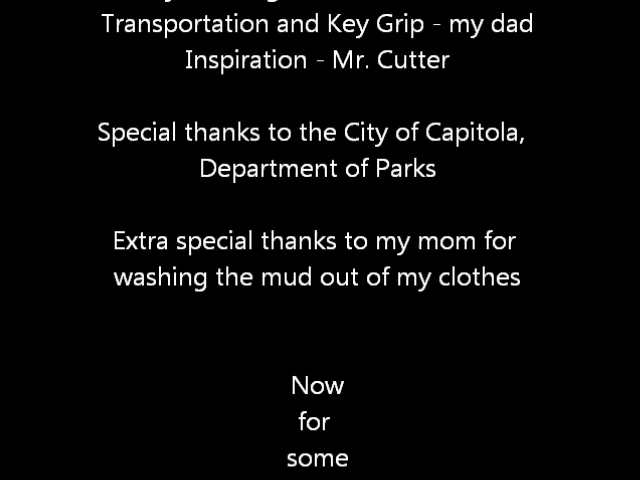 Transportation and Key Grip - my dad
Inspiration - Mr. Cutter
Special thanks to the City of Capitola,
Department of Parks
Extra special thanks to my mom for
washing the mud out of my clothes
Now
for
some